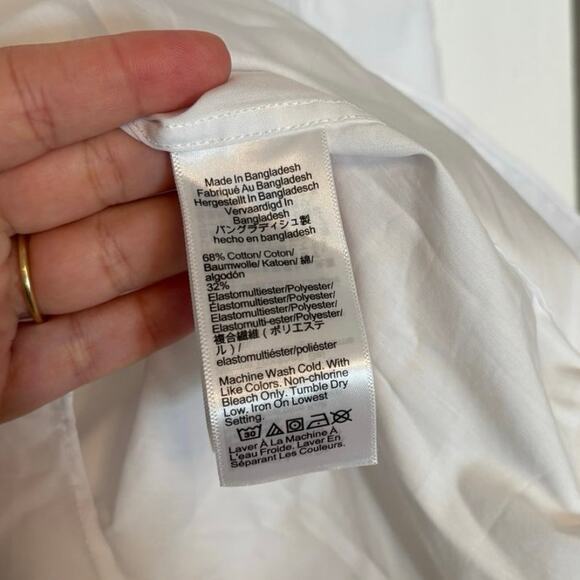 Made In Bangladesh
Fabriqué Au Bangladesh
Hergestellt In Bangladesch
Vervaardigd In
Bangladesh
バングラディシュ製
hecho en bangladesh
68% Cotton/ Coton/
Baumwolle/ Katoen/ 綿/
algodón
32%
Elastomultiester/Polyester/
Élastomultiester/Polyester/
Elastomultiester/Polyester/
Elastomulti-ester/Polyester/
複合繊維 ( ポリエステ
ル ) /
elastomultiéster/poliéster
Machine Wash Cold. With
Like Colors. Non-chlorine
Bleach Only. Tumble Dry
Low. Iron On Lowest
Setting.
30
Laver À La Machine À
L'eau Froide. Laver En
Séparant Les Couleurs.